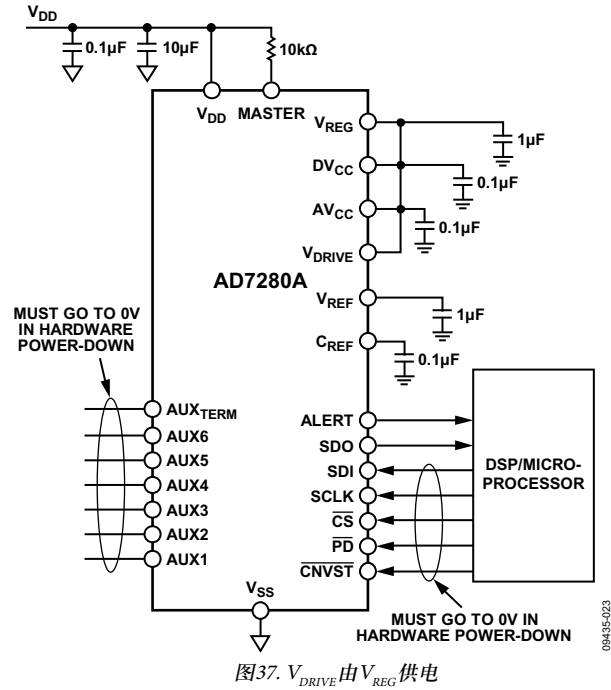 VDD
0.1µF
10µF
10kΩ
VDD
MASTER
VREG
1µF
DVCC
0.1µF
AVCC
0.1µF
VDRIVE
AD7280A
VREF
1µF
CREF
0.1µF
MUST GO TO 0V
IN HARDWARE
POWER-DOWN
AUXTERM
AUX6
AUX5
AUX4
AUX3
AUX2
AUX1
ALERT
SDO
SDI
SCLK
CS
PD
CNVST
DSP/MICRO-
PROCESSOR
VSS
MUST GO TO 0V IN
HARDWARE POWER-DOWN
09435-023
图37. VDRIVE由VREG供电